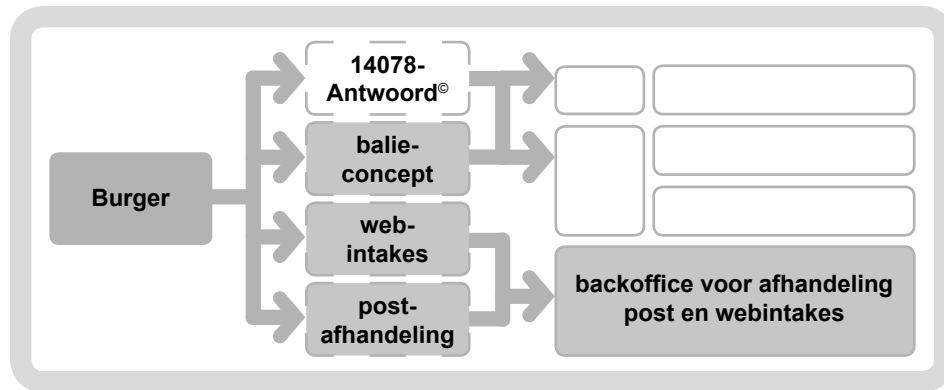 Burger
14078-
Antwoord©
balie-
concept
web-
intakes
post-
afhandeling
backoffice voor afhandeling
post en webintakes